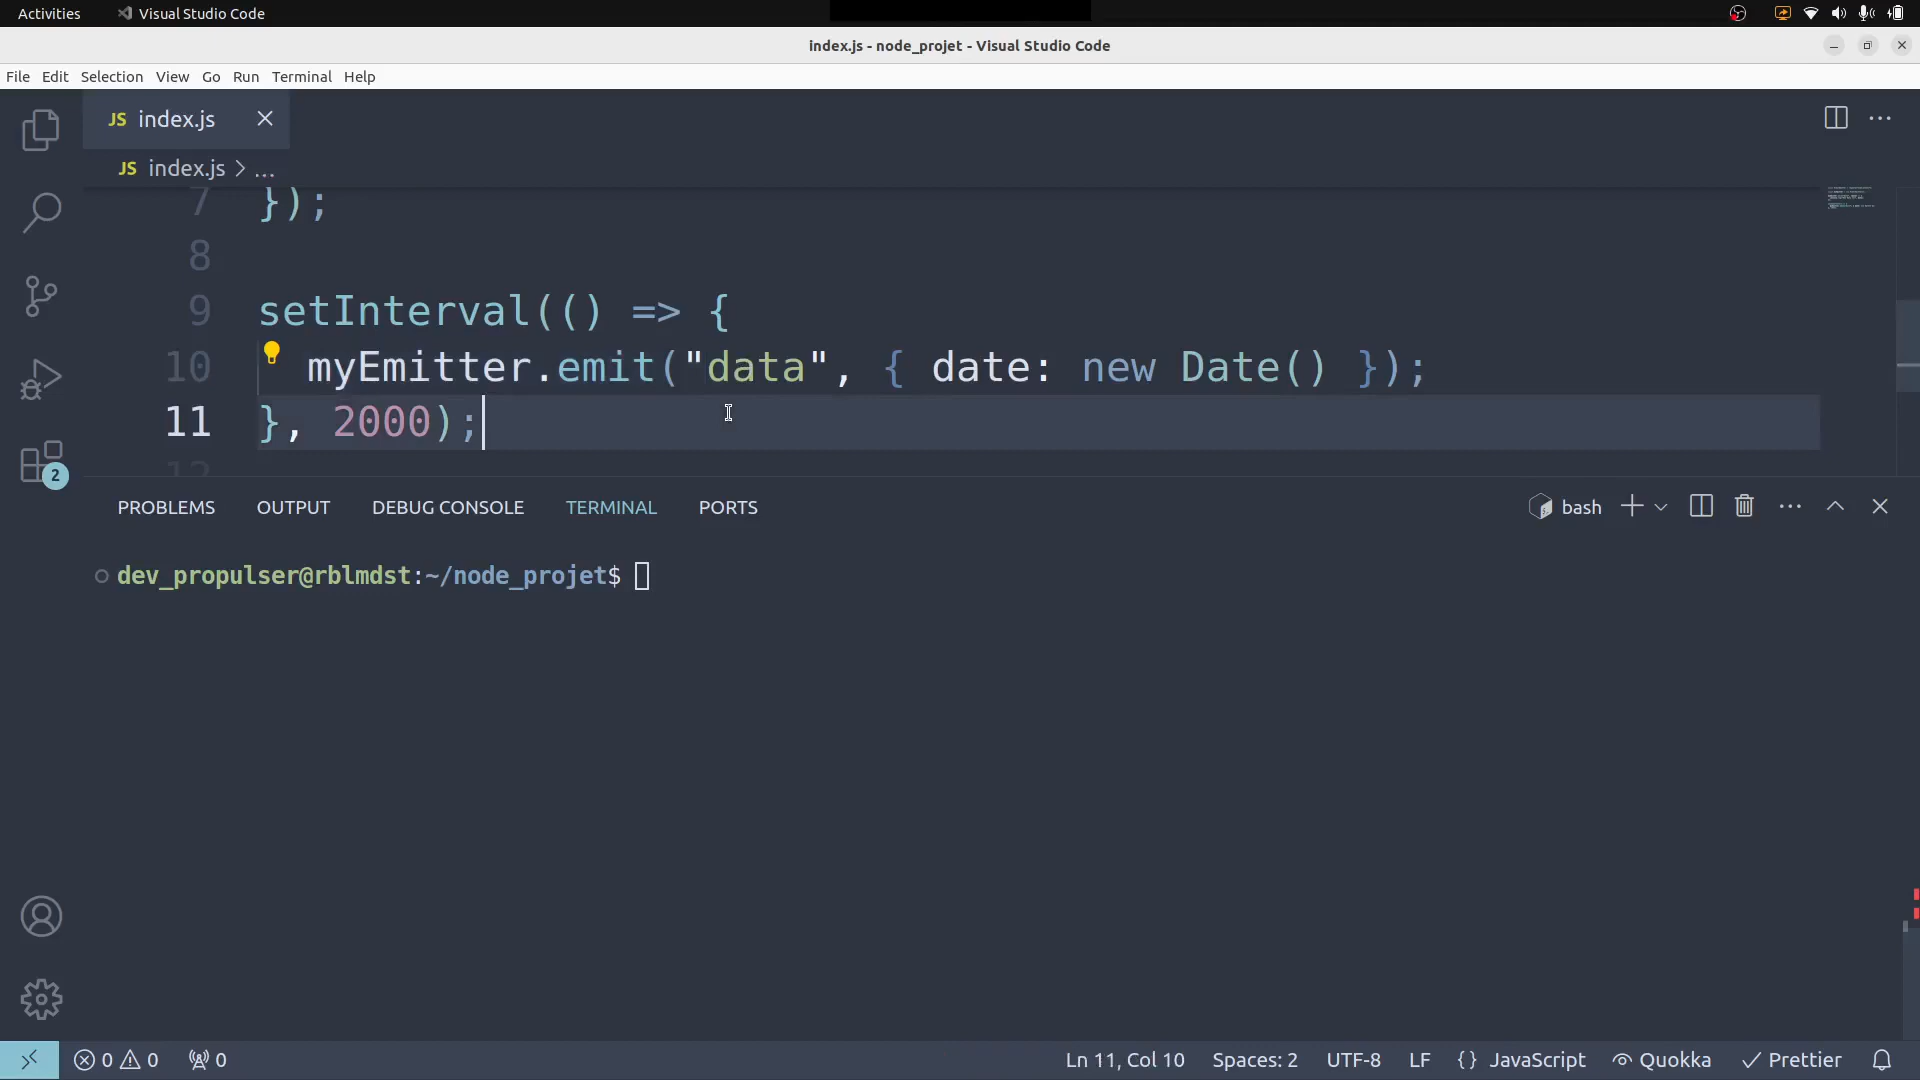 Activities Visual Studio Code
index.js - node_projet - Visual Studio Code
File Edit Selection View Go Run Terminal Help
JS index.js
JS index.js > ...
7 });
8
9 setInterval(() => {
10 myEmitter.emit("data", { date: new Date() });
11 }, 2000);
12
PROBLEMS OUTPUT DEBUG CONSOLE TERMINAL PORTS bash
2
dev_propulser@rblmdst:~/node_projet$
0 0 0 Ln 11, Col 10 Spaces: 2 UTF-8 LF {} JavaScript Quokka Prettier